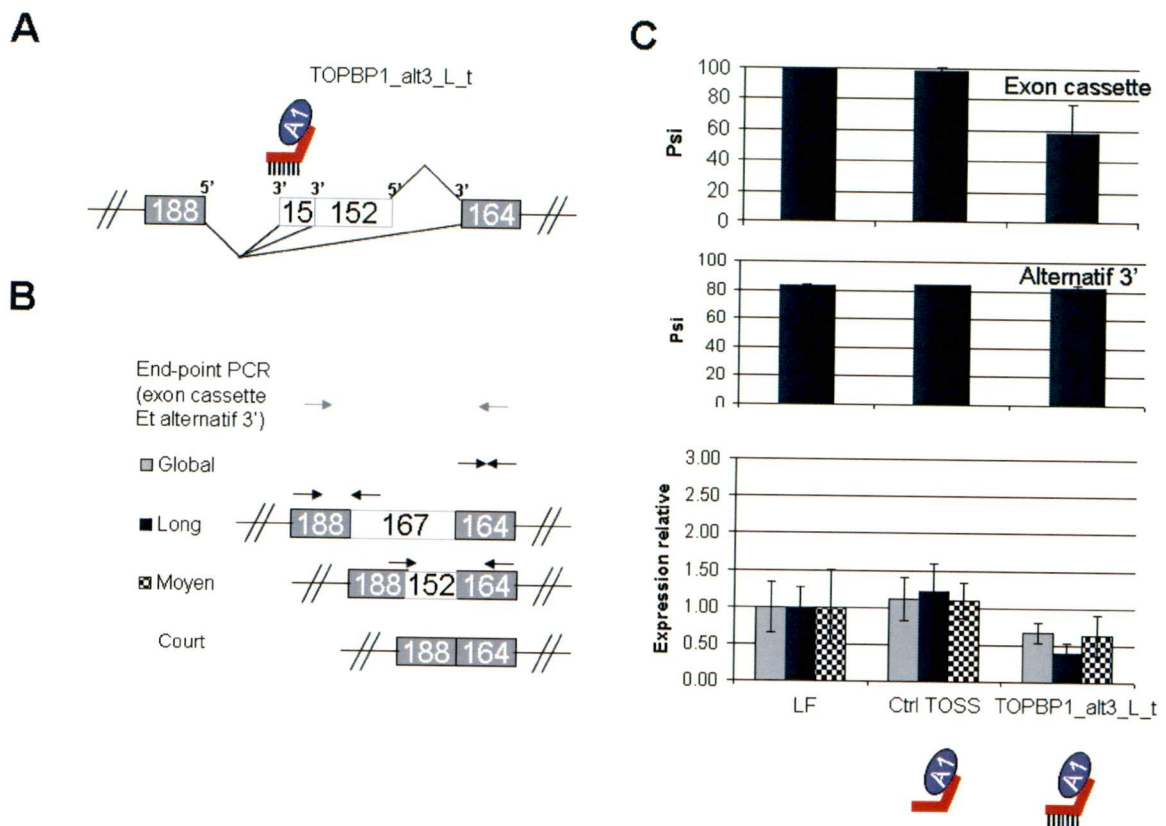 A
TOPBP1_alt3_L_t
A1
5' 3' 3' 5' 3'
188 15 152 164
B
End-point PCR
(exon cassette
Et alternatif 3')
Global
Long
188 167 164
Moyen
188 152 164
Court
188 164
C
Exon cassette
Psi
100
80
60
40
20
0
Alternatif 3'
Psi
100
80
60
40
20
0
Expression relative
3.00
2.50
2.00
1.50
1.00
0.50
0.00
LF Ctrl TOSS TOPBP1_alt3_L_t
A1 A1